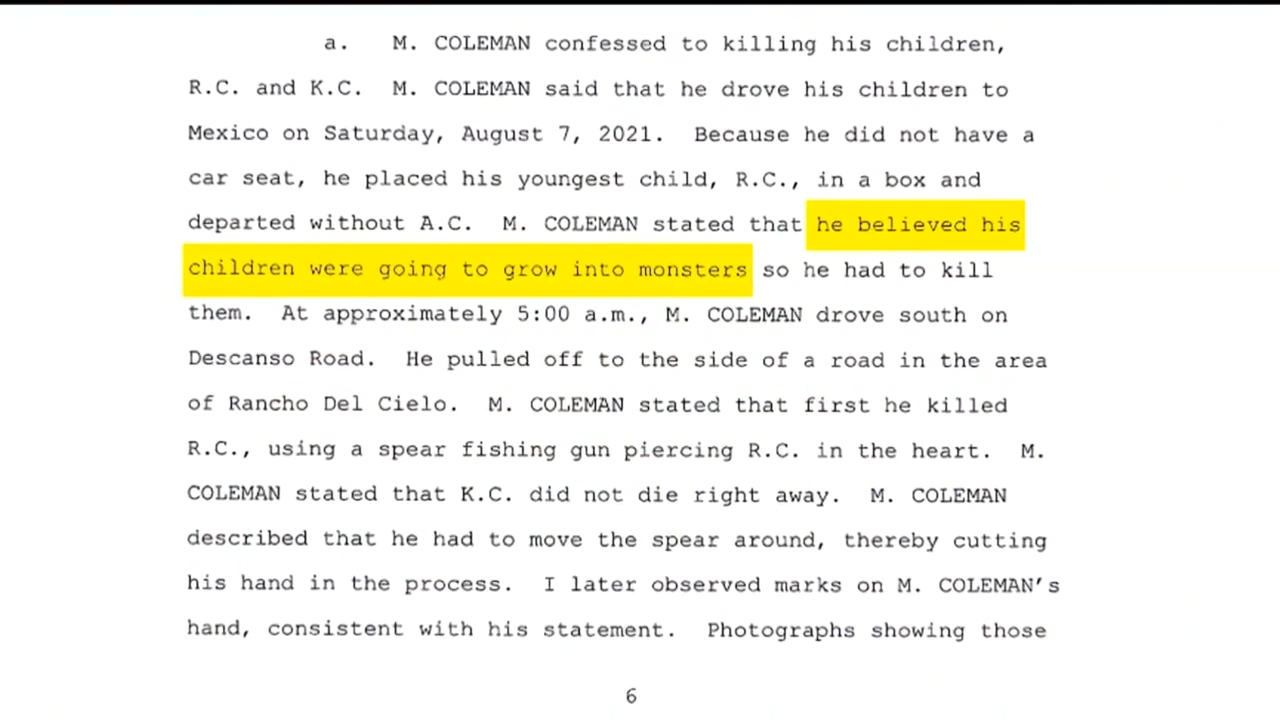 a. M. COLEMAN confessed to killing his children,
R.C. and K.C. M. COLEMAN said that he drove his children to
Mexico on Saturday, August 7, 2021. Because he did not have a
car seat, he placed his youngest child, R.C., in a box and
departed without A.C. M. COLEMAN stated that he believed his
children were going to grow into monsters so he had to kill
them. At approximately 5:00 a.m., M. COLEMAN drove south on
Descanso Road. He pulled off to the side of a road in the area
of Rancho Del Cielo. M. COLEMAN stated that first he killed
R.C., using a spear fishing gun piercing R.C. in the heart. M.
COLEMAN stated that K.C. did not die right away. M. COLEMAN
described that he had to move the spear around, thereby cutting
his hand in the process. I later observed marks on M. COLEMAN's
hand, consistent with his statement. Photographs showing those
6